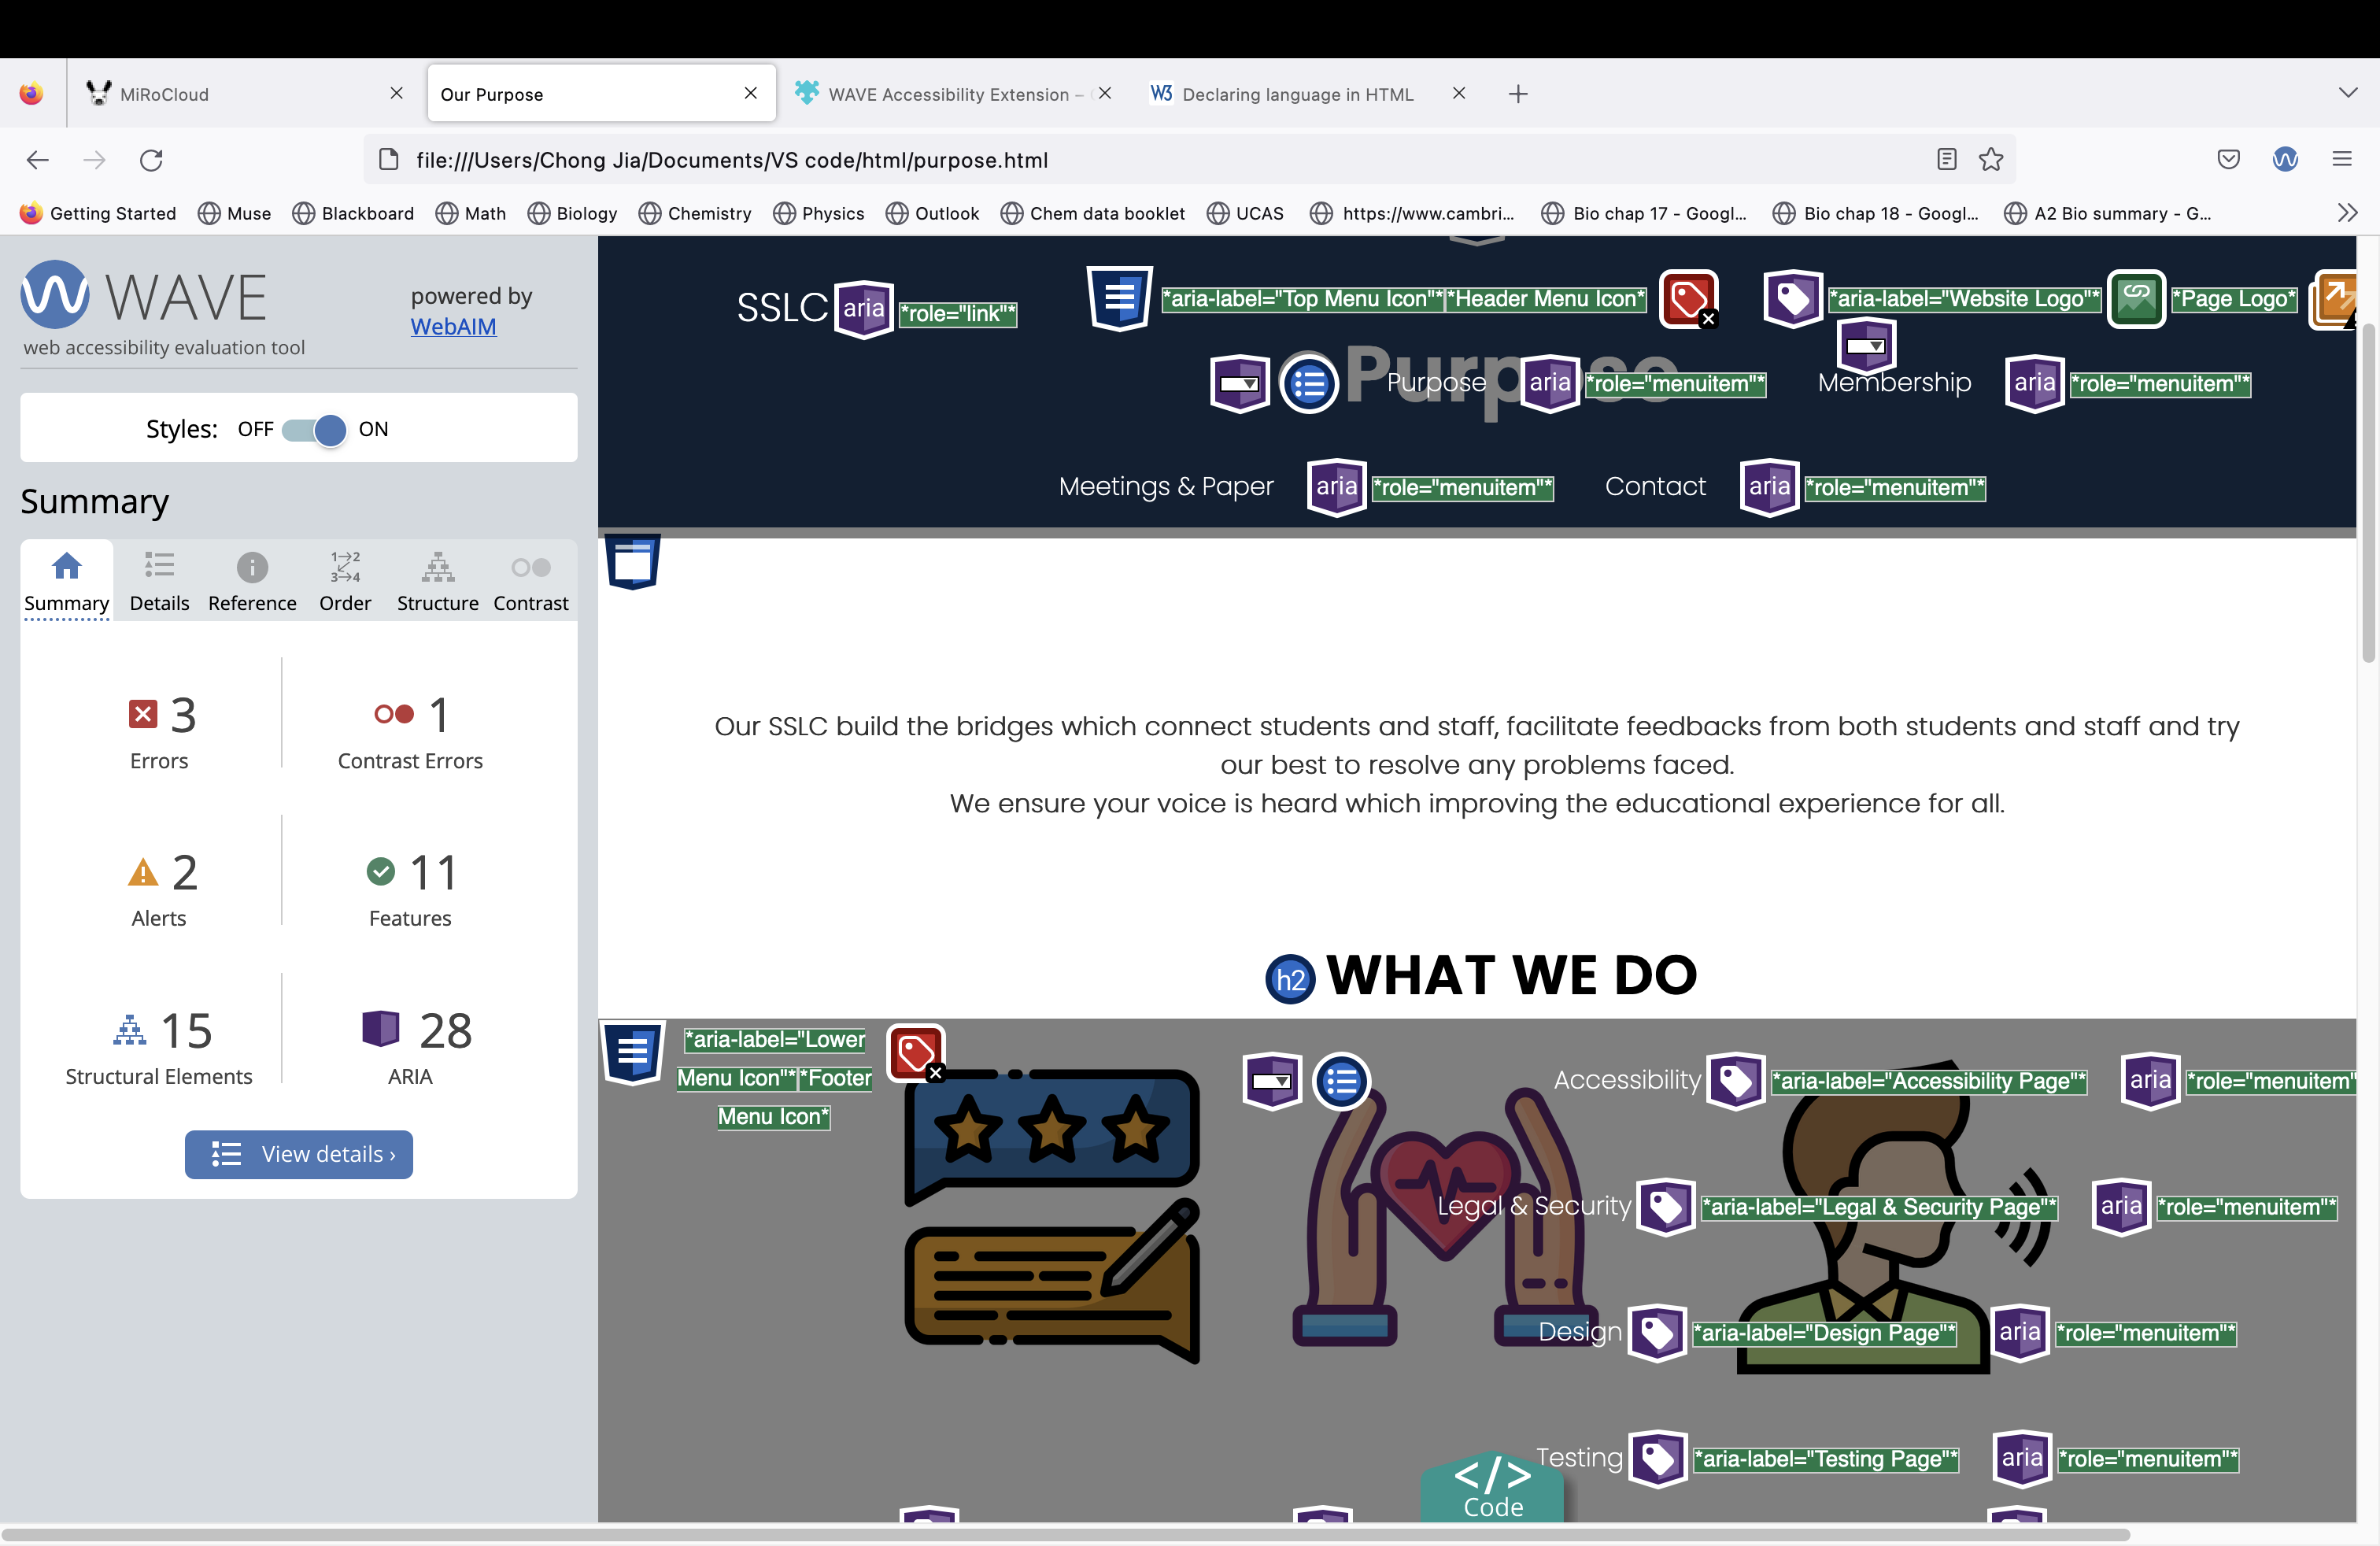 MiRoCloud
Our Purpose
WAVE Accessibility Extension –
W3 Declaring language in HTML
file:///Users/Chong Jia/Documents/VS code/html/purpose.html
Getting Started Muse Blackboard Math Biology Chemistry Physics Outlook Chem data booklet UCAS https://www.cambri... Bio chap 17 - Googl... Bio chap 18 - Googl... A2 Bio summary - G...
WAVE
web accessibility evaluation tool
powered by
WebAIM
Styles: OFF ON
Summary
1→2
3→4
Summary Details Reference Order Structure Contrast
3
Errors
1
Contrast Errors
2
Alerts
11
Features
15
Structural Elements
28
ARIA
View details ›
SSLC aria *role="link"* *aria-label="Top Menu Icon"* *Header Menu Icon* *aria-label="Website Logo"* *Page Logo*
Purpose
Purpose aria *role="menuitem"* Membership aria *role="menuitem"*
Meetings & Paper aria *role="menuitem"* Contact aria *role="menuitem"*
Our SSLC build the bridges which connect students and staff, facilitate feedbacks from both students and staff and try
our best to resolve any problems faced.
We ensure your voice is heard which improving the educational experience for all.
h2 WHAT WE DO
*aria-label="Lower
Menu Icon"* *Footer
Menu Icon*
Accessibility *aria-label="Accessibility Page"* aria *role="menuitem"
Legal & Security *aria-label="Legal & Security Page"* aria *role="menuitem"*
Design *aria-label="Design Page"* aria *role="menuitem"*
Testing *aria-label="Testing Page"* aria *role="menuitem"*
</>
Code